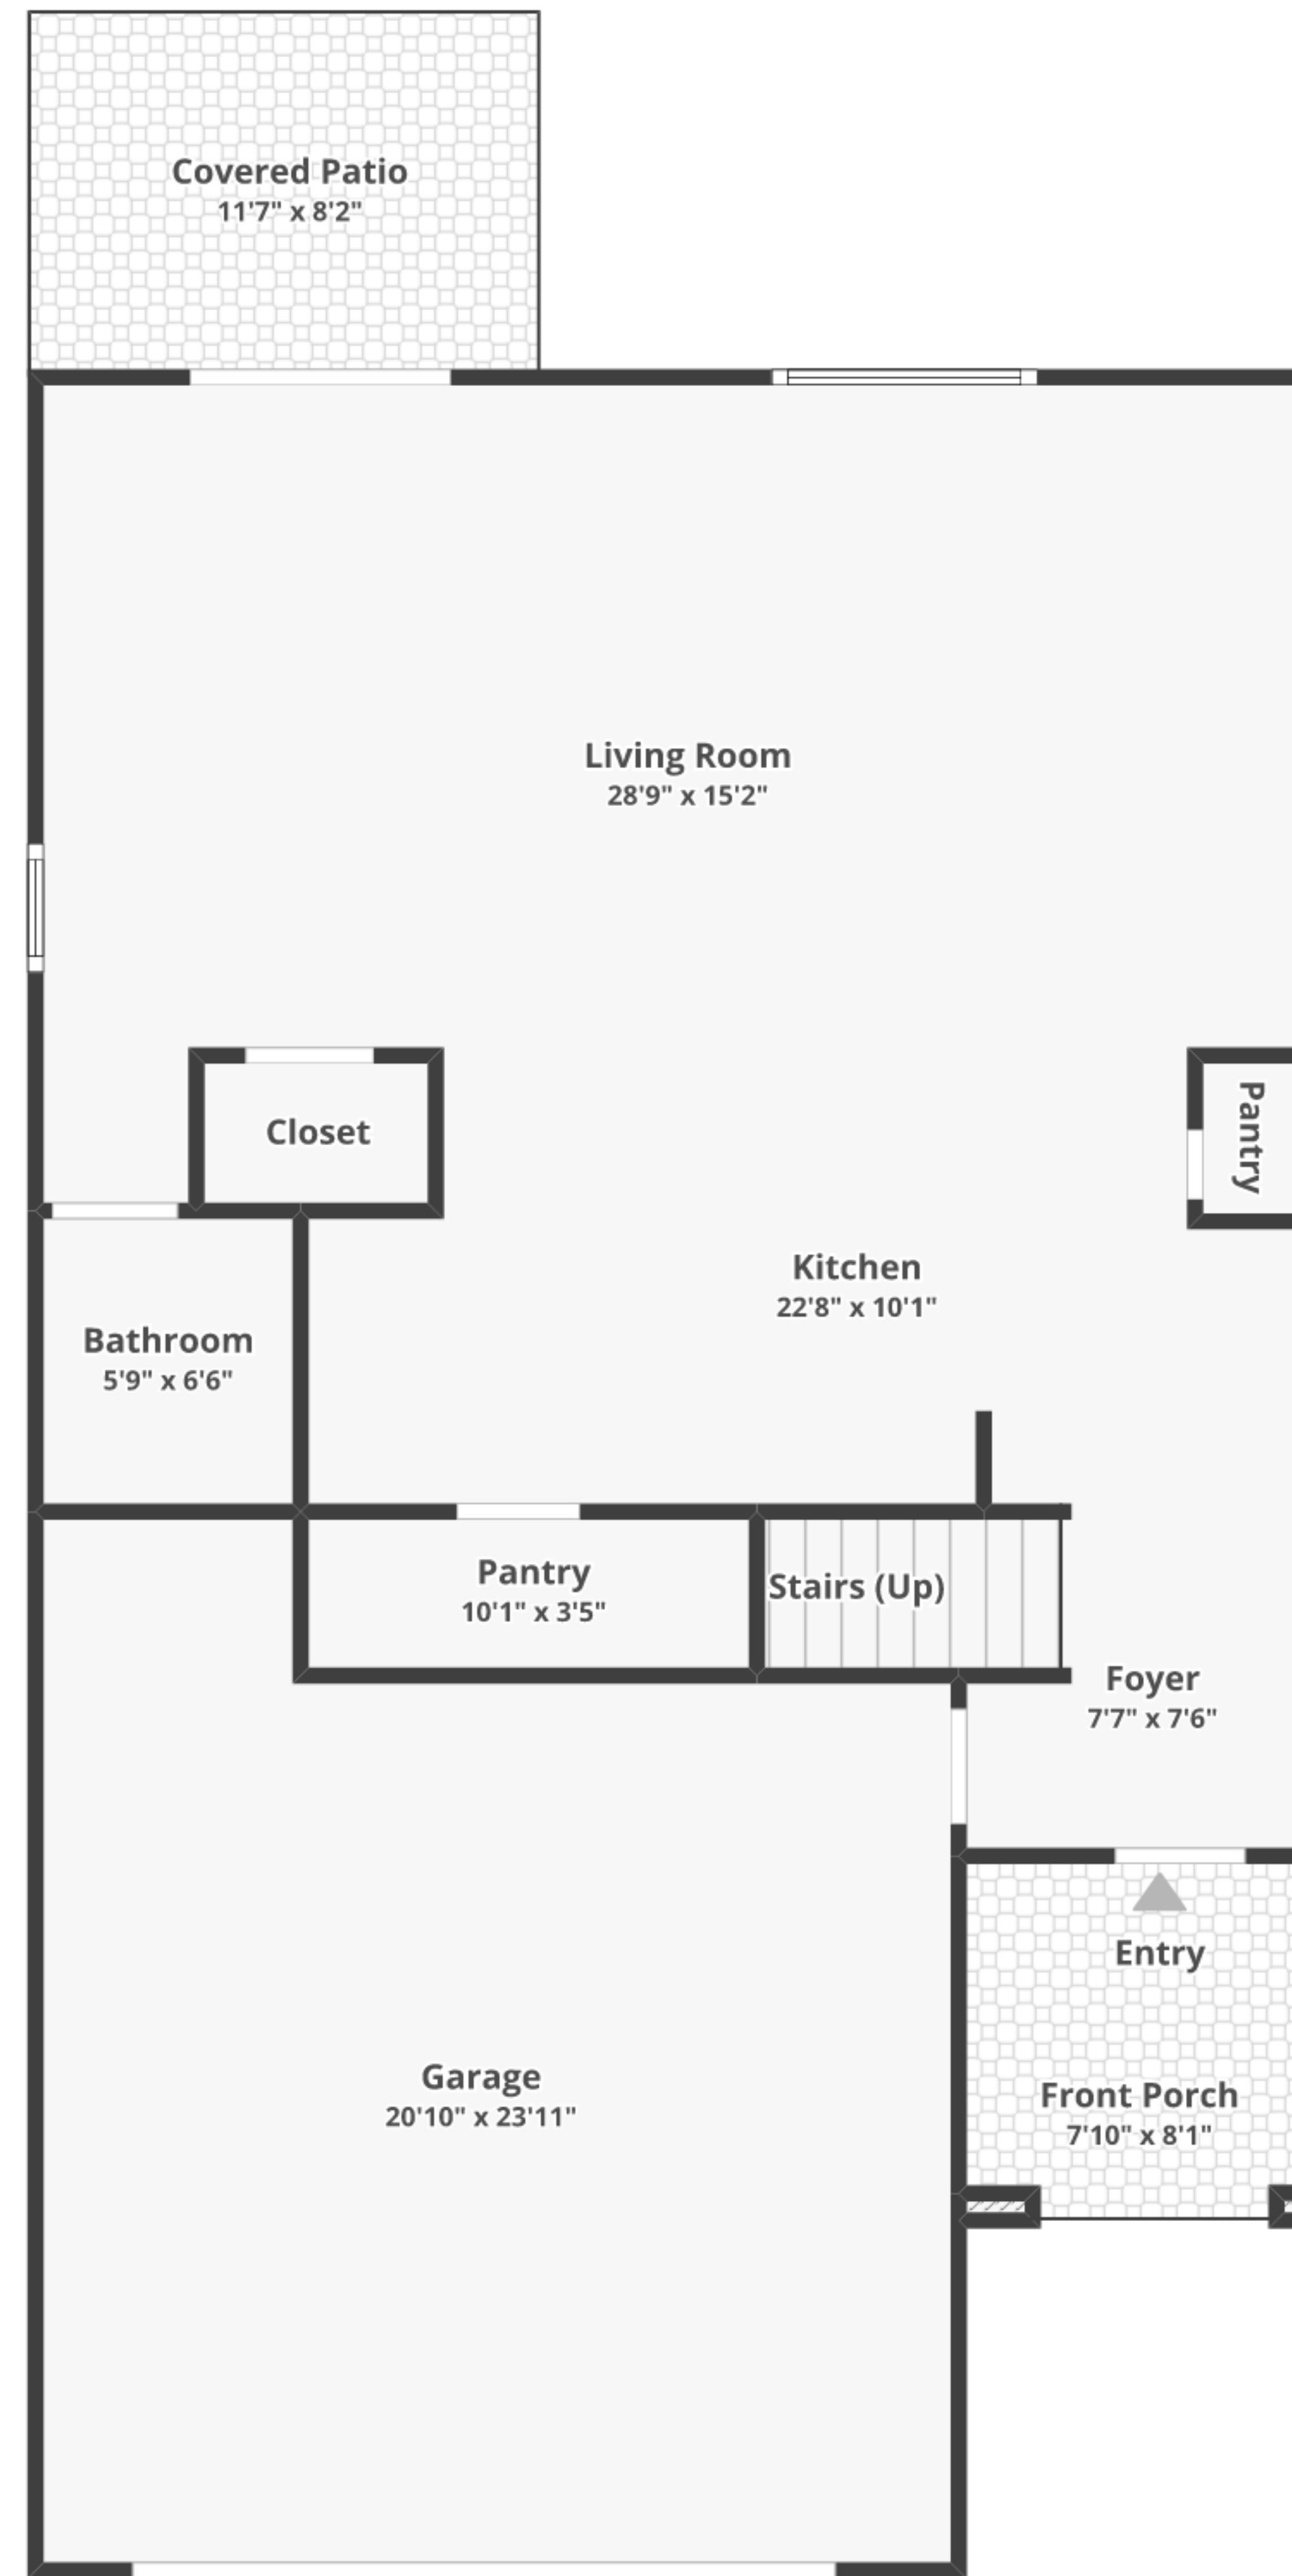 Covered Patio
11'7" x 8'2"
Living Room
28'9" x 15'2"
Closet
Pantry
Kitchen
22'8" x 10'1"
Bathroom
5'9" x 6'6"
Pantry
10'1" x 3'5"
Stairs (Up)
Foyer
7'7" x 7'6"
Entry
Garage
20'10" x 23'11"
Front Porch
7'10" x 8'1"